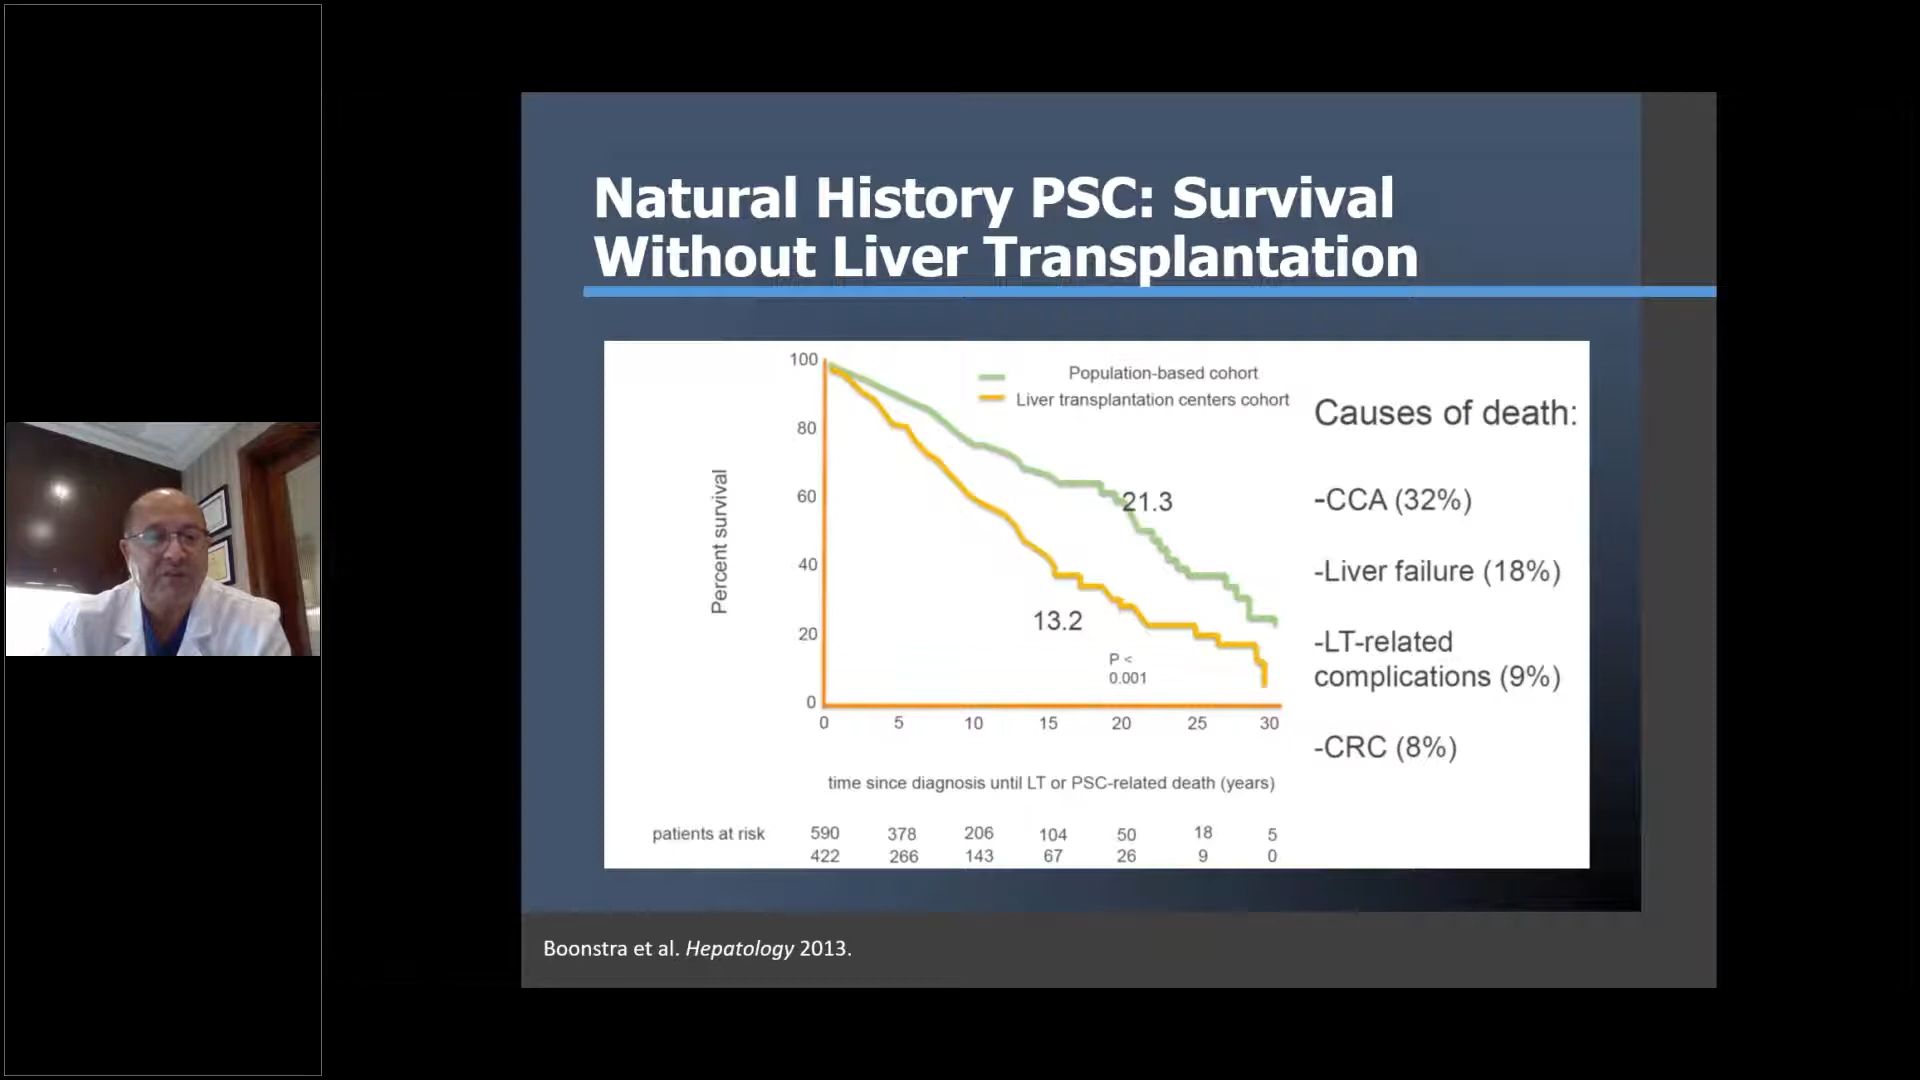 Natural History PSC: Survival
Without Liver Transplantation
Population-based cohort
Liver transplantation centers cohort
Percent survival
100
80
60
40
20
0
21.3
13.2
P <
0.001
0 5 10 15 20 25 30
time since diagnosis until LT or PSC-related death (years)
patients at risk 590 378 206 104 50 18 5
422 266 143 67 26 9 0
Causes of death:
-CCA (32%)
-Liver failure (18%)
-LT-related
complications (9%)
-CRC (8%)
Boonstra et al. Hepatology 2013.